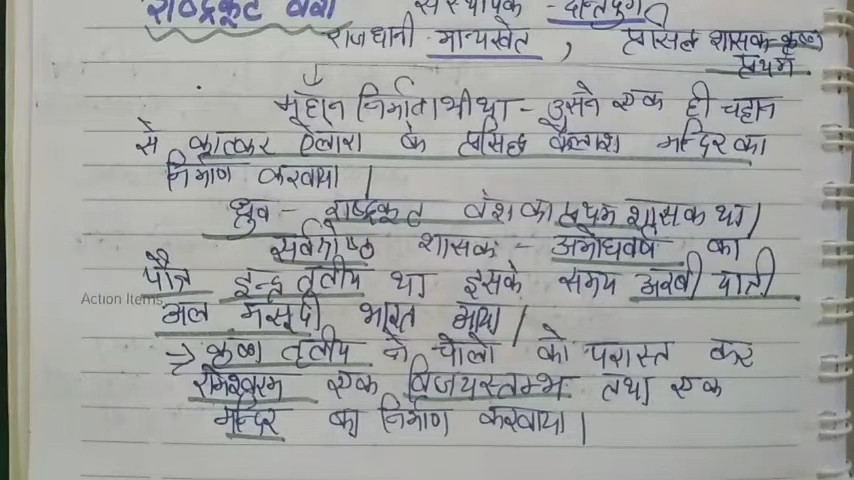 राष्ट्रकूट वंश संस्थापक - दन्तिदुर्ग
राजधानी मान्यखेत , प्रसिद्ध शासक - कृष्ण
प्रथम
महान निर्माता भी था - उसने एक ही चट्टान
से काटकर ऐलोरा के प्रसिद्ध कैलाश मन्दिर का
निर्माण करवाया |
ध्रुव - राष्ट्रकूट वंश का प्रथम शासक था |
सर्वश्रेष्ठ शासक - अमोघवर्ष का
पौत्र इन्द्र तृतीय था इसके समय अरबी यात्री
Action Items
अल मसूदी भारत आया |
→ कृष्ण तृतीय ने चोलो को परास्त कर
रामेश्वरम एक विजयस्तम्भ तथा एक
मन्दिर का निर्माण करवाया |